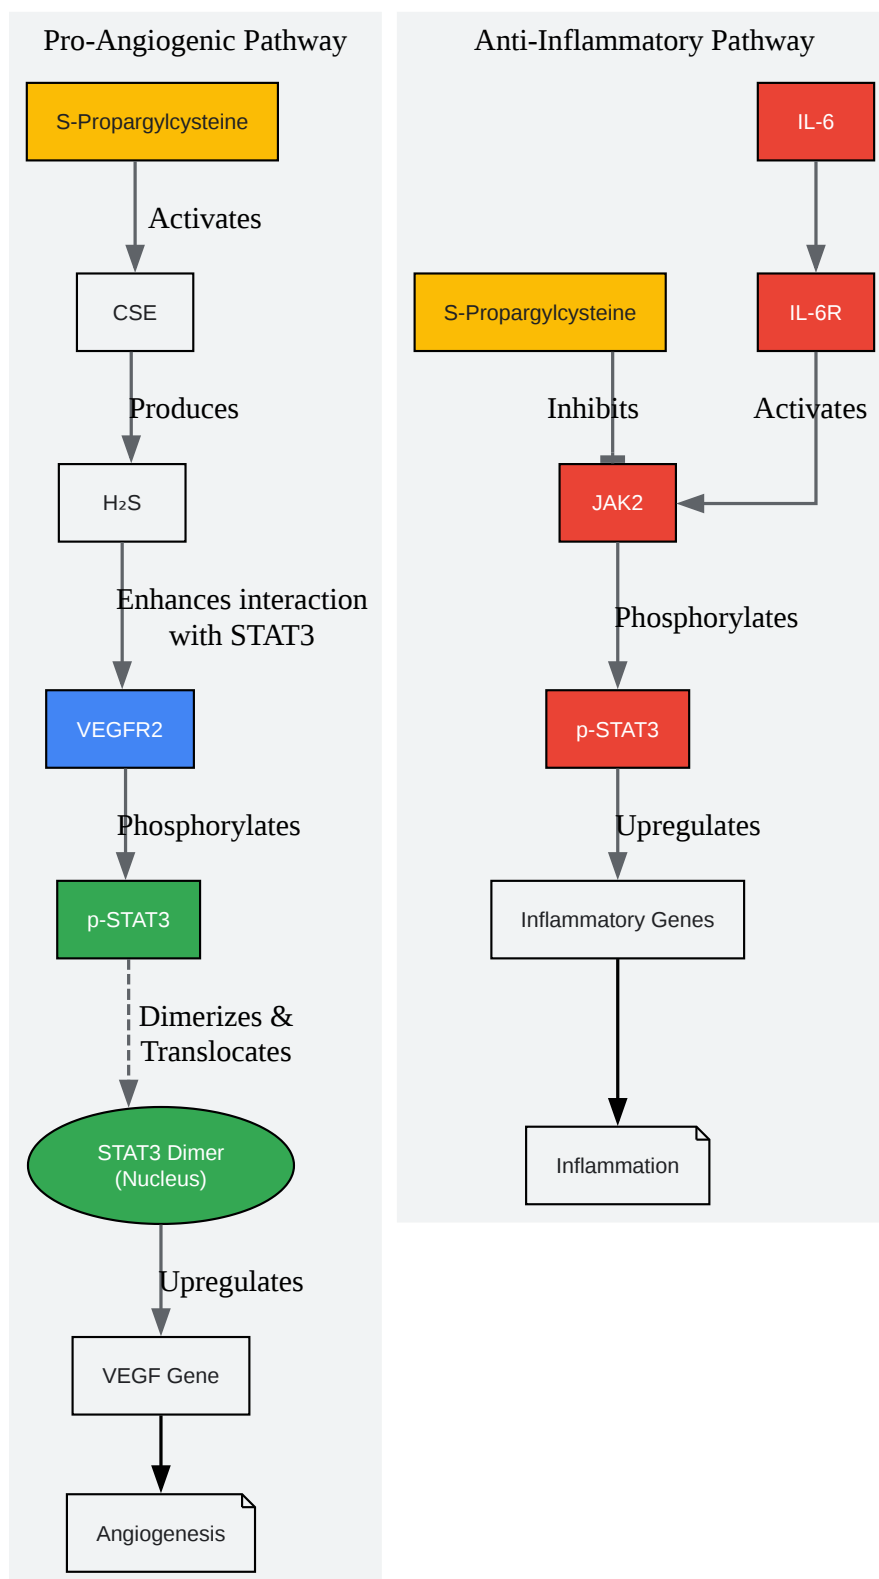 Pro-Angiogenic Pathway
S-Propargylcysteine
Activates
CSE
Produces
H₂S
Enhances interaction
with STAT3
VEGFR2
Phosphorylates
p-STAT3
Dimerizes &
Translocates
STAT3 Dimer
(Nucleus)
Upregulates
VEGF Gene
Angiogenesis
Anti-Inflammatory Pathway
IL-6
S-Propargylcysteine
IL-6R
Inhibits
Activates
JAK2
Phosphorylates
p-STAT3
Upregulates
Inflammatory Genes
Inflammation